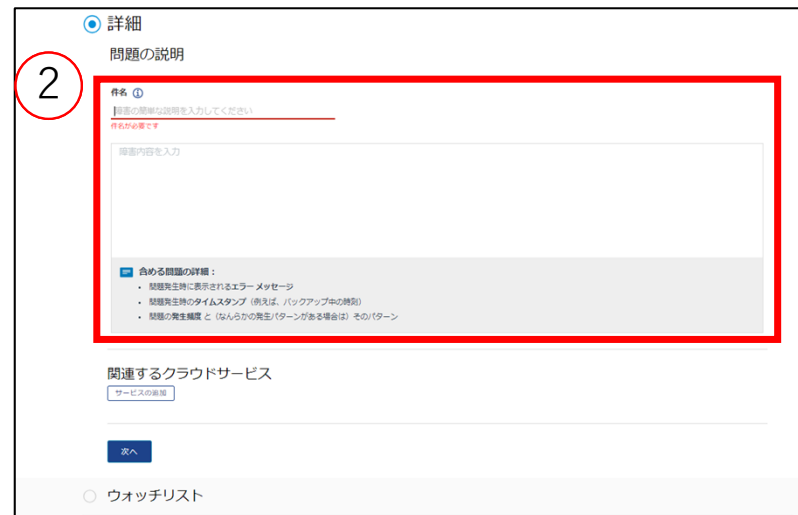 詳細
問題の説明
②
件名
障害の簡単な説明を入力してください
件名が必要です
障害内容を入力
含める問題の詳細：
• 問題発生時に表示されるエラー メッセージ
• 問題発生時のタイムスタンプ（例えば、バックアップ中の時刻）
• 問題の発生頻度 と（なんらかの発生パターンがある場合は）そのパターン
関連するクラウドサービス
サービスの追加
次へ
ウォッチリスト